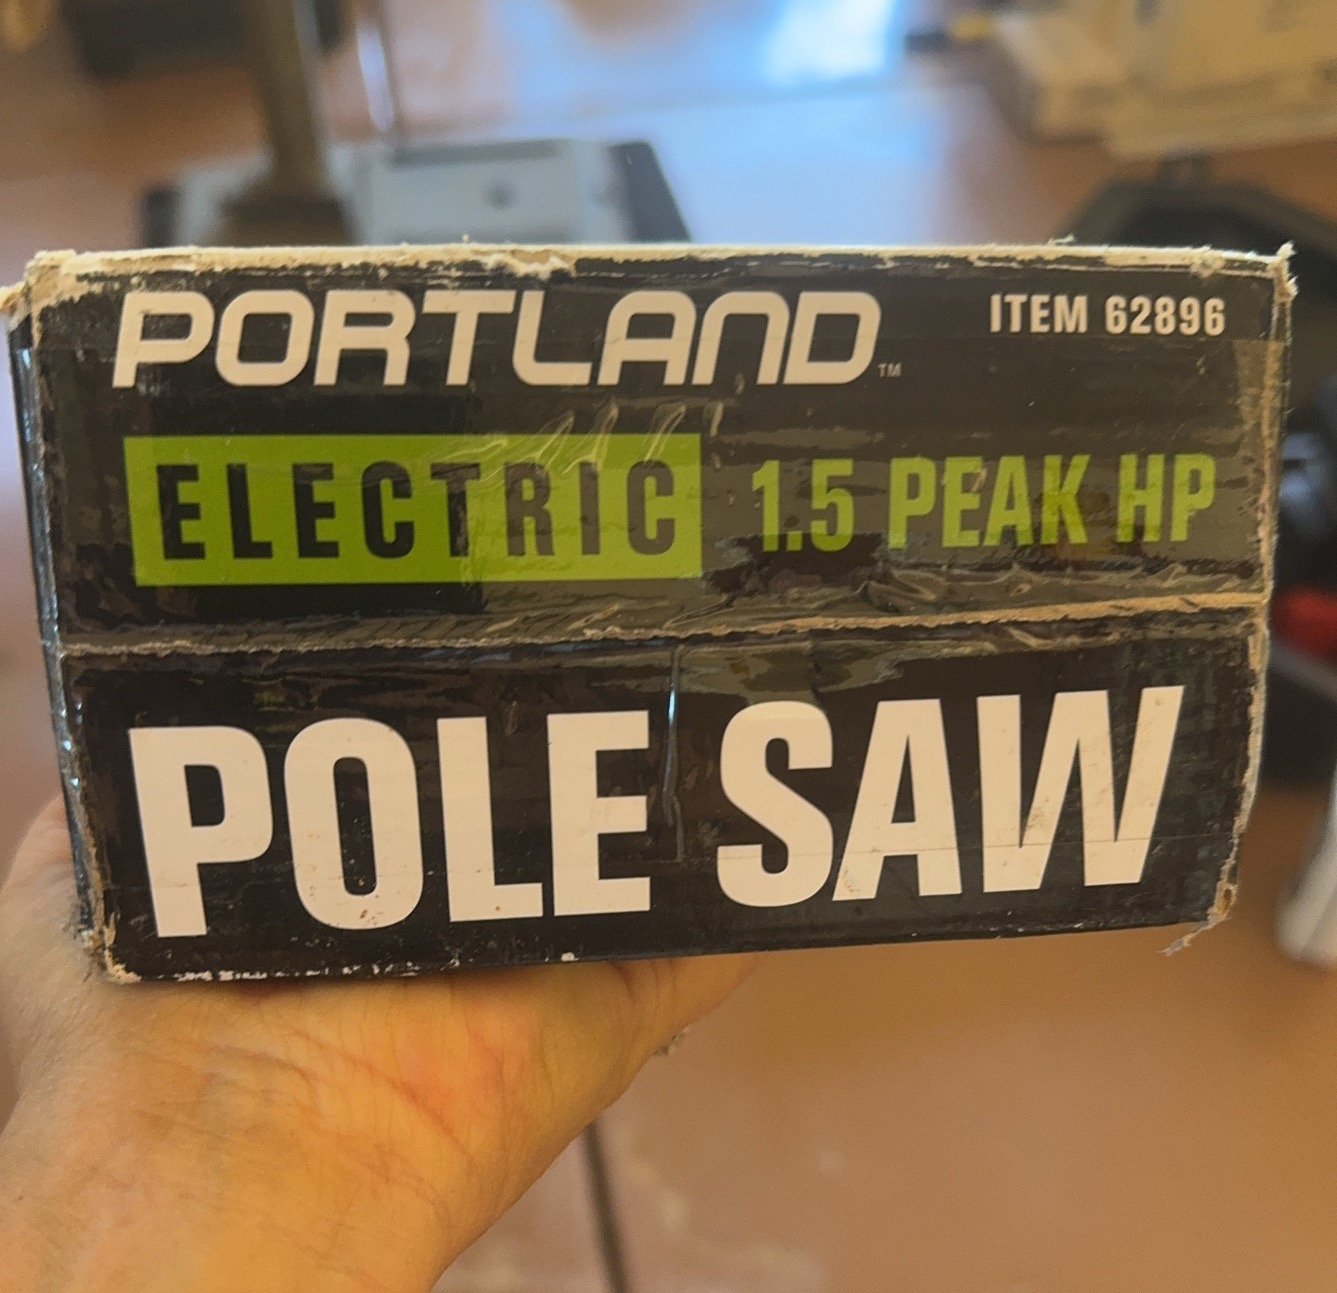 PORTLAND™
ITEM 62896
ELECTRIC 1.5 PEAK HP
POLE SAW